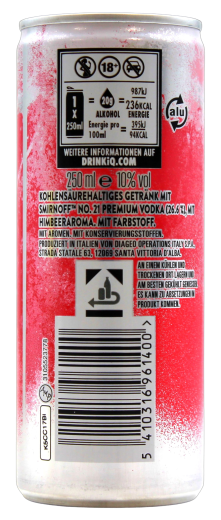 18+
987kJ
1 x 250ml = 20g ALKOHOL = 236KCAL ENERGIE
Energie pro 100ml = 395kJ 94KCAL
alu
WEITERE INFORMATIONEN AUF
DRINKiQ.COM
250 ml e 10% vol
KOHLENSÄUREHALTIGES GETRÄNK MIT
SMIRNOFF™ NO. 21 PREMIUM VODKA (26.6%), MIT
HIMBEERAROMA. MIT FARBSTOFF.
MIT AROMEN. MIT KONSERVIERUNGSSTOFFEN.
PRODUZIERT IN ITALIEN, VON DIAGEO OPERATIONS ITALY S.P.A.,
STRADA STATALE 63, 12069 SANTA VITTORIA D'ALBA.
AN EINEM KÜHLEN UND
TROCKENEN ORT LAGERN UND
AM BESTEN GEKÜHLT GENIESSEN.
ES KANN ZU ABSETZUNGEN IM
PRODUKT KOMMEN.
5 410316 961400 >